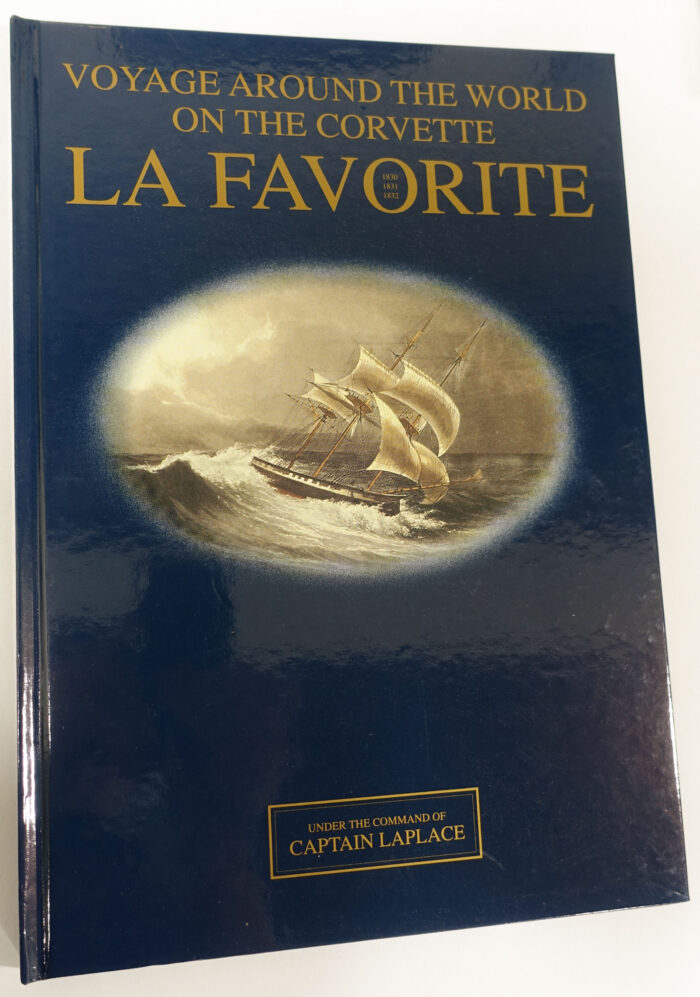 VOYAGE AROUND THE WORLD
ON THE CORVETTE
LA FAVORITE
1830
1831
1832
UNDER THE COMMAND OF
CAPTAIN LAPLACE